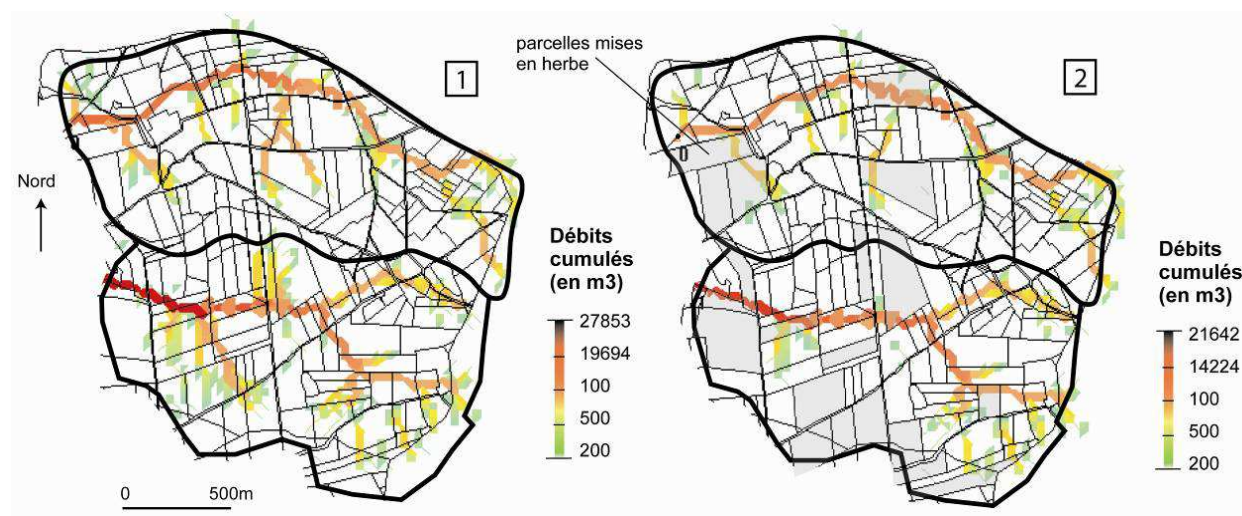 1
Nord
Débits
cumulés
(en m3)
27853
19694
100
500
200
0 500m
parcelles mises
en herbe
2
Débits
cumulés
(en m3)
21642
14224
100
500
200